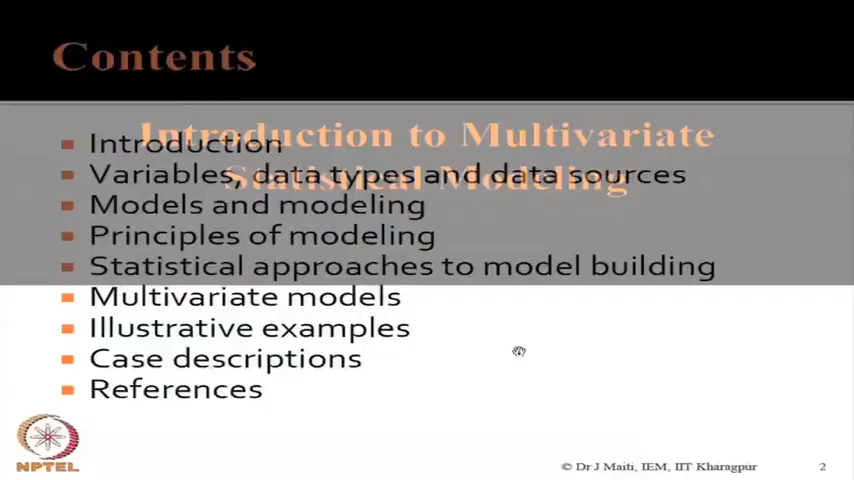 Contents
Introduction to Multivariate
Statistical Modeling
Introduction
Variables, data types and data sources
Models and modeling
Principles of modeling
Statistical approaches to model building
Multivariate models
Illustrative examples
Case descriptions
References
NPTEL
© Dr J Maiti, IEM, IIT Kharagpur
2